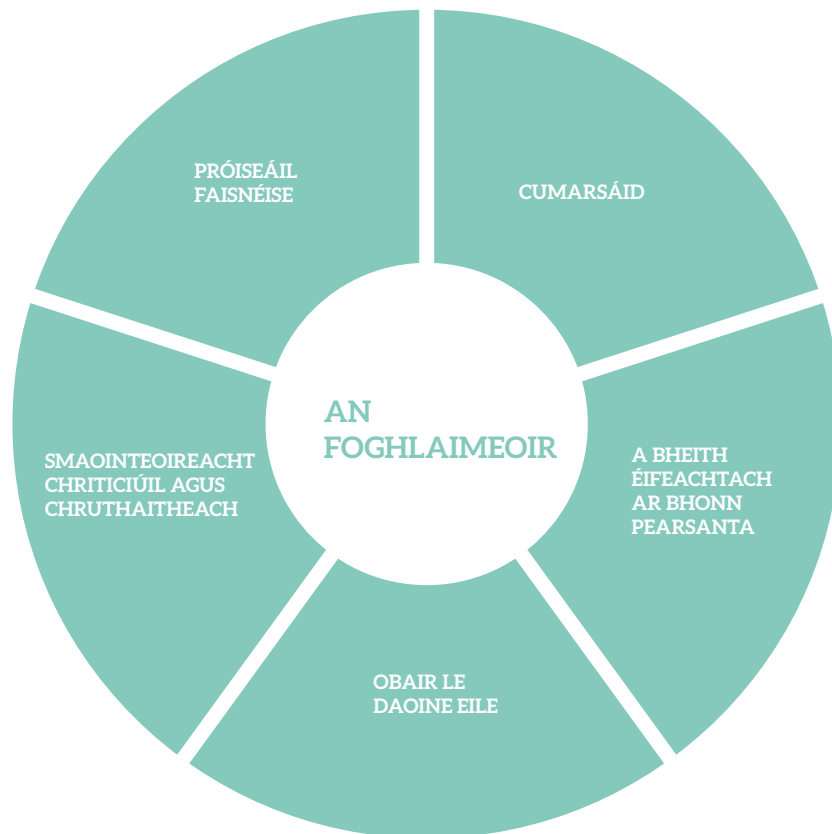 PRÓISEÁIL
FAISNÉISE
CUMARSÁID
AN
FOGHLAIMEOIR
SMAOINTEOIREACHT
CHRITICIÚIL AGUS
CHRUTHAITHEACH
A BHEITH
ÉIFEACHTACH
AR BHONN
PEARSANTA
OBAIR LE
DAOINE EILE